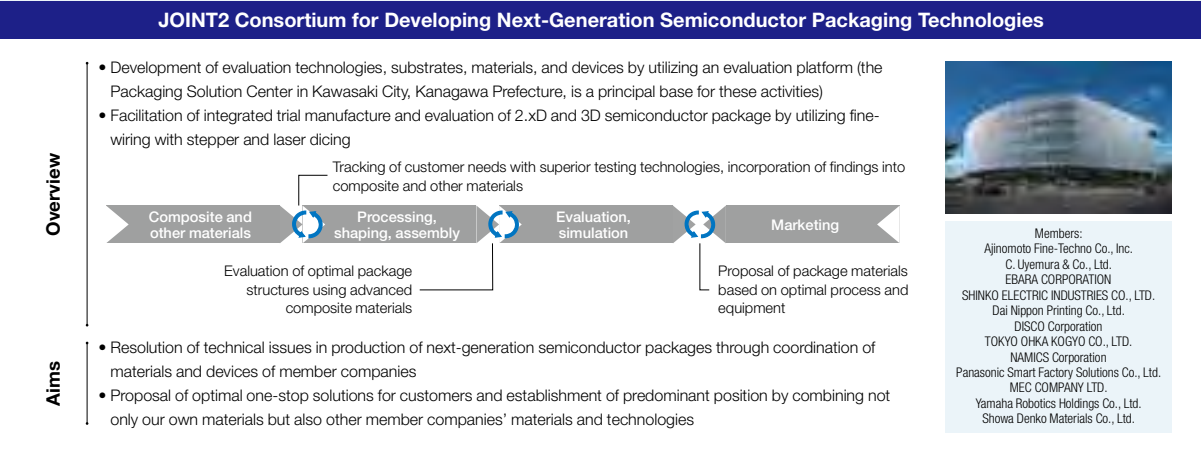 JOINT2 Consortium for Developing Next-Generation Semiconductor Packaging Technologies
Overview
• Development of evaluation technologies, substrates, materials, and devices by utilizing an evaluation platform (the
Packaging Solution Center in Kawasaki City, Kanagawa Prefecture, is a principal base for these activities)
• Facilitation of integrated trial manufacture and evaluation of 2.xD and 3D semiconductor package by utilizing fine-
wiring with stepper and laser dicing
Tracking of customer needs with superior testing technologies, incorporation of findings into
composite and other materials
Composite and
other materials
Processing,
shaping, assembly
Evaluation,
simulation
Marketing
Evaluation of optimal package
structures using advanced
composite materials
Proposal of package materials
based on optimal process and
equipment
Aims
• Resolution of technical issues in production of next-generation semiconductor packages through coordination of
materials and devices of member companies
• Proposal of optimal one-stop solutions for customers and establishment of predominant position by combining not
only our own materials but also other member companies' materials and technologies
Members:
Ajinomoto Fine-Techno Co., Inc.
C. Uyemura & Co., Ltd.
EBARA CORPORATION
SHINKO ELECTRIC INDUSTRIES CO., LTD.
Dai Nippon Printing Co., Ltd.
DISCO Corporation
TOKYO OHKA KOGYO CO., LTD.
NAMICS Corporation
Panasonic Smart Factory Solutions Co., Ltd.
MEC COMPANY LTD.
Yamaha Robotics Holdings Co., Ltd.
Showa Denko Materials Co., Ltd.